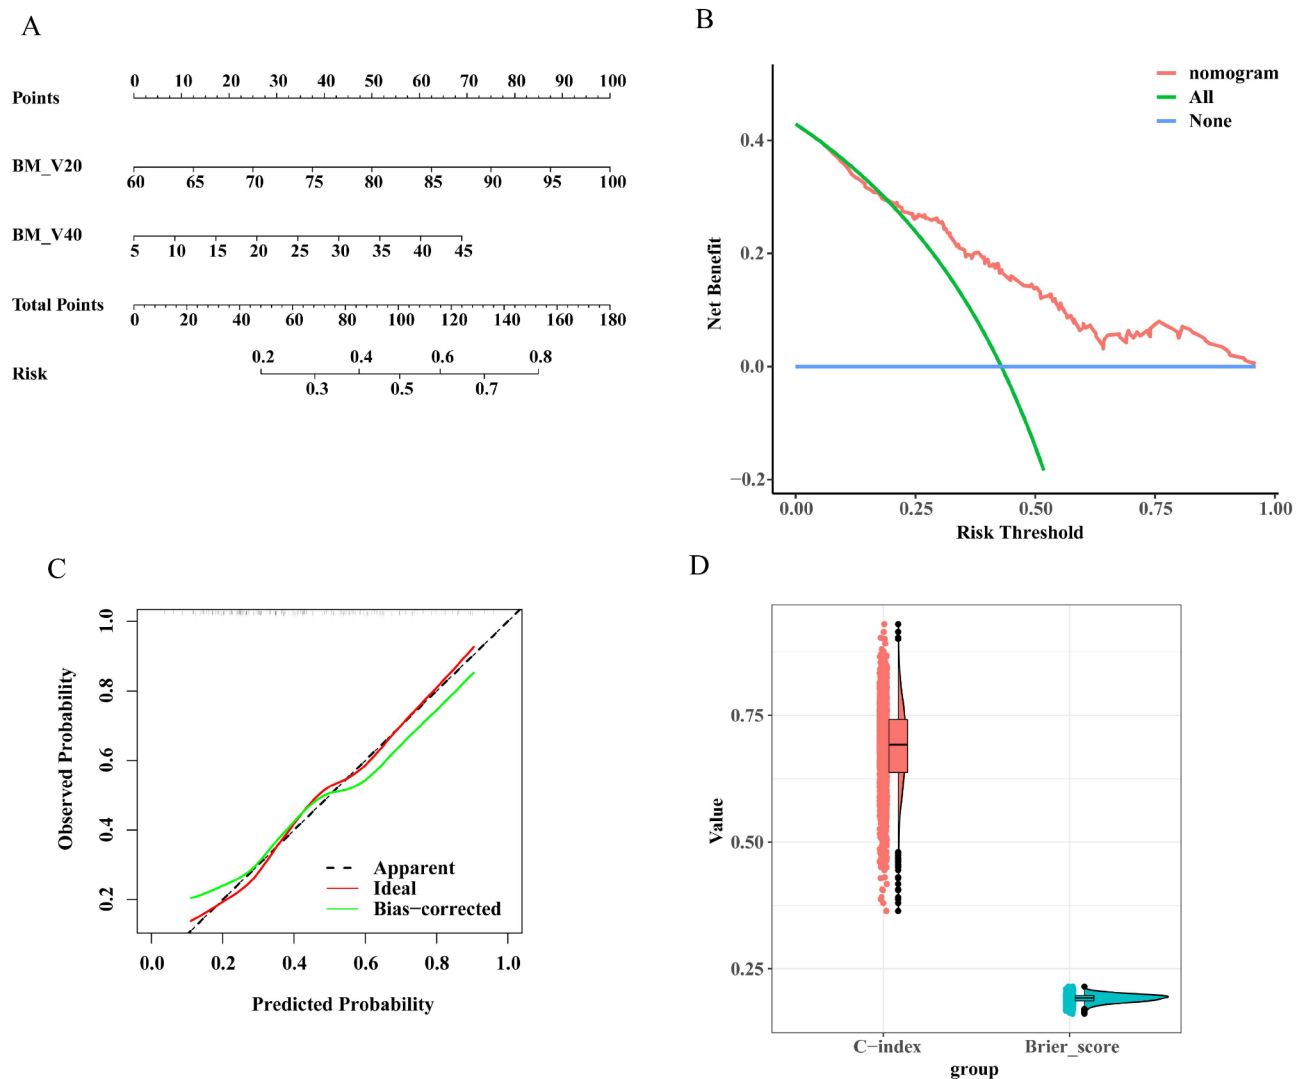 A
Points
0 10 20 30 40 50 60 70 80 90 100
BM_V20
60 65 70 75 80 85 90 95 100
BM_V40
5 10 15 20 25 30 35 40 45
Total Points
0 20 40 60 80 100 120 140 160 180
Risk
0.2 0.4 0.6 0.8
0.3 0.5 0.7
B
nomogram
All
None
Net Benefit
0.4
0.2
0.0
−0.2
0.00 0.25 0.50 0.75 1.00
Risk Threshold
C
Observed Probability
1.0
0.8
0.6
0.4
0.2
Apparent
Ideal
Bias−corrected
0.0 0.2 0.4 0.6 0.8 1.0
Predicted Probability
D
Value
0.75
0.50
0.25
C−index Brier_score
group